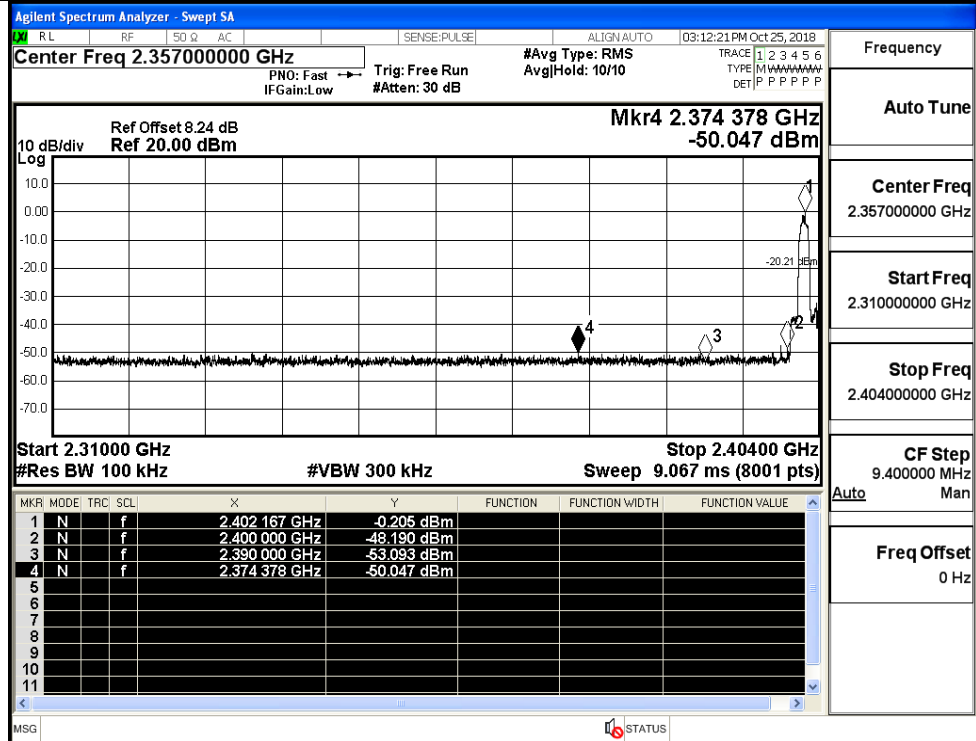 Agilent Spectrum Analyzer - Swept SA
LXI RL RF 50 Ω AC SENSE:PULSE ALIGN AUTO 03:12:21 PM Oct 25, 2018
Center Freq 2.357000000 GHz
PNO: Fast
IFGain:Low
Trig: Free Run
#Atten: 30 dB
#Avg Type: RMS
Avg|Hold: 10/10
TRACE 1 2 3 4 5 6
TYPE M WWWWW
DET P P P P P P
Ref Offset 8.24 dB
10 dB/div Ref 20.00 dBm
Log
Mkr4 2.374 378 GHz
-50.047 dBm
10.0
0.00
-10.0
-20.0
-30.0
-40.0
-50.0
-60.0
-70.0
1
-20.21 dBm
2
3
4
Start 2.31000 GHz Stop 2.40400 GHz
#Res BW 100 kHz #VBW 300 kHz Sweep 9.067 ms (8001 pts)
MKR MODE TRC SCL X Y FUNCTION FUNCTION WIDTH FUNCTION VALUE
1 N f 2.402 167 GHz -0.205 dBm
2 N f 2.400 000 GHz -48.190 dBm
3 N f 2.390 000 GHz -53.093 dBm
4 N f 2.374 378 GHz -50.047 dBm
5
6
7
8
9
10
11
MSG STATUS
Frequency
Auto Tune
Center Freq
2.357000000 GHz
Start Freq
2.310000000 GHz
Stop Freq
2.404000000 GHz
CF Step
9.400000 MHz
Auto Man
Freq Offset
0 Hz